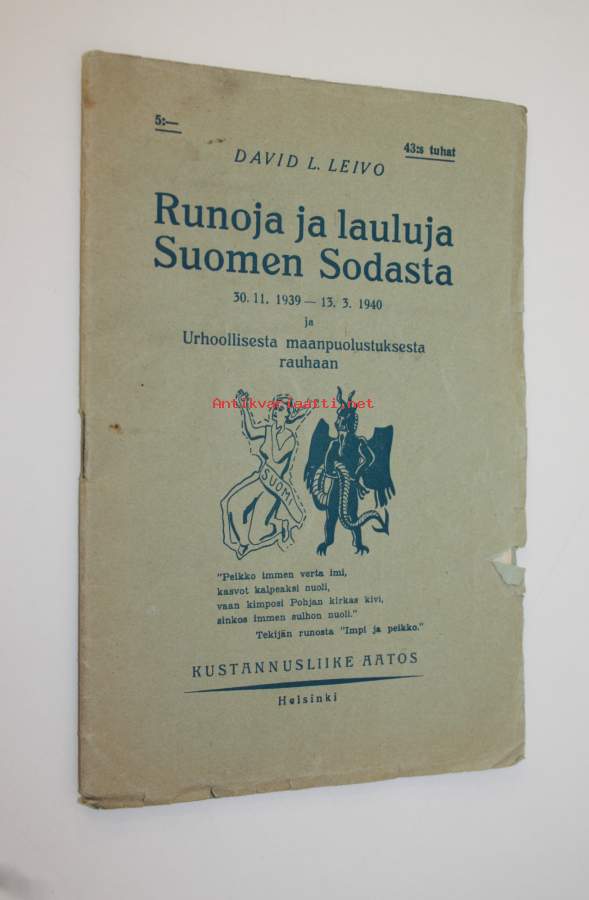 5:—
43:s tuhat
DAVID L. LEIVO
Runoja ja lauluja
Suomen Sodasta
30. 11. 1939 — 13. 3. 1940
ja
Urhoollisesta maanpuolustuksesta
rauhaan
Antikvariaatti.net
SUOMI
"Peikko immen verta imi,
kasvot kalpeaksi nuoli,
vaan kimposi Pohjan kirkas kivi,
sinkos immen sulhon nuoli."
Tekijän runosta "Impi ja peikko."
KUSTANNUSLIIKE AATOS
Helsinki